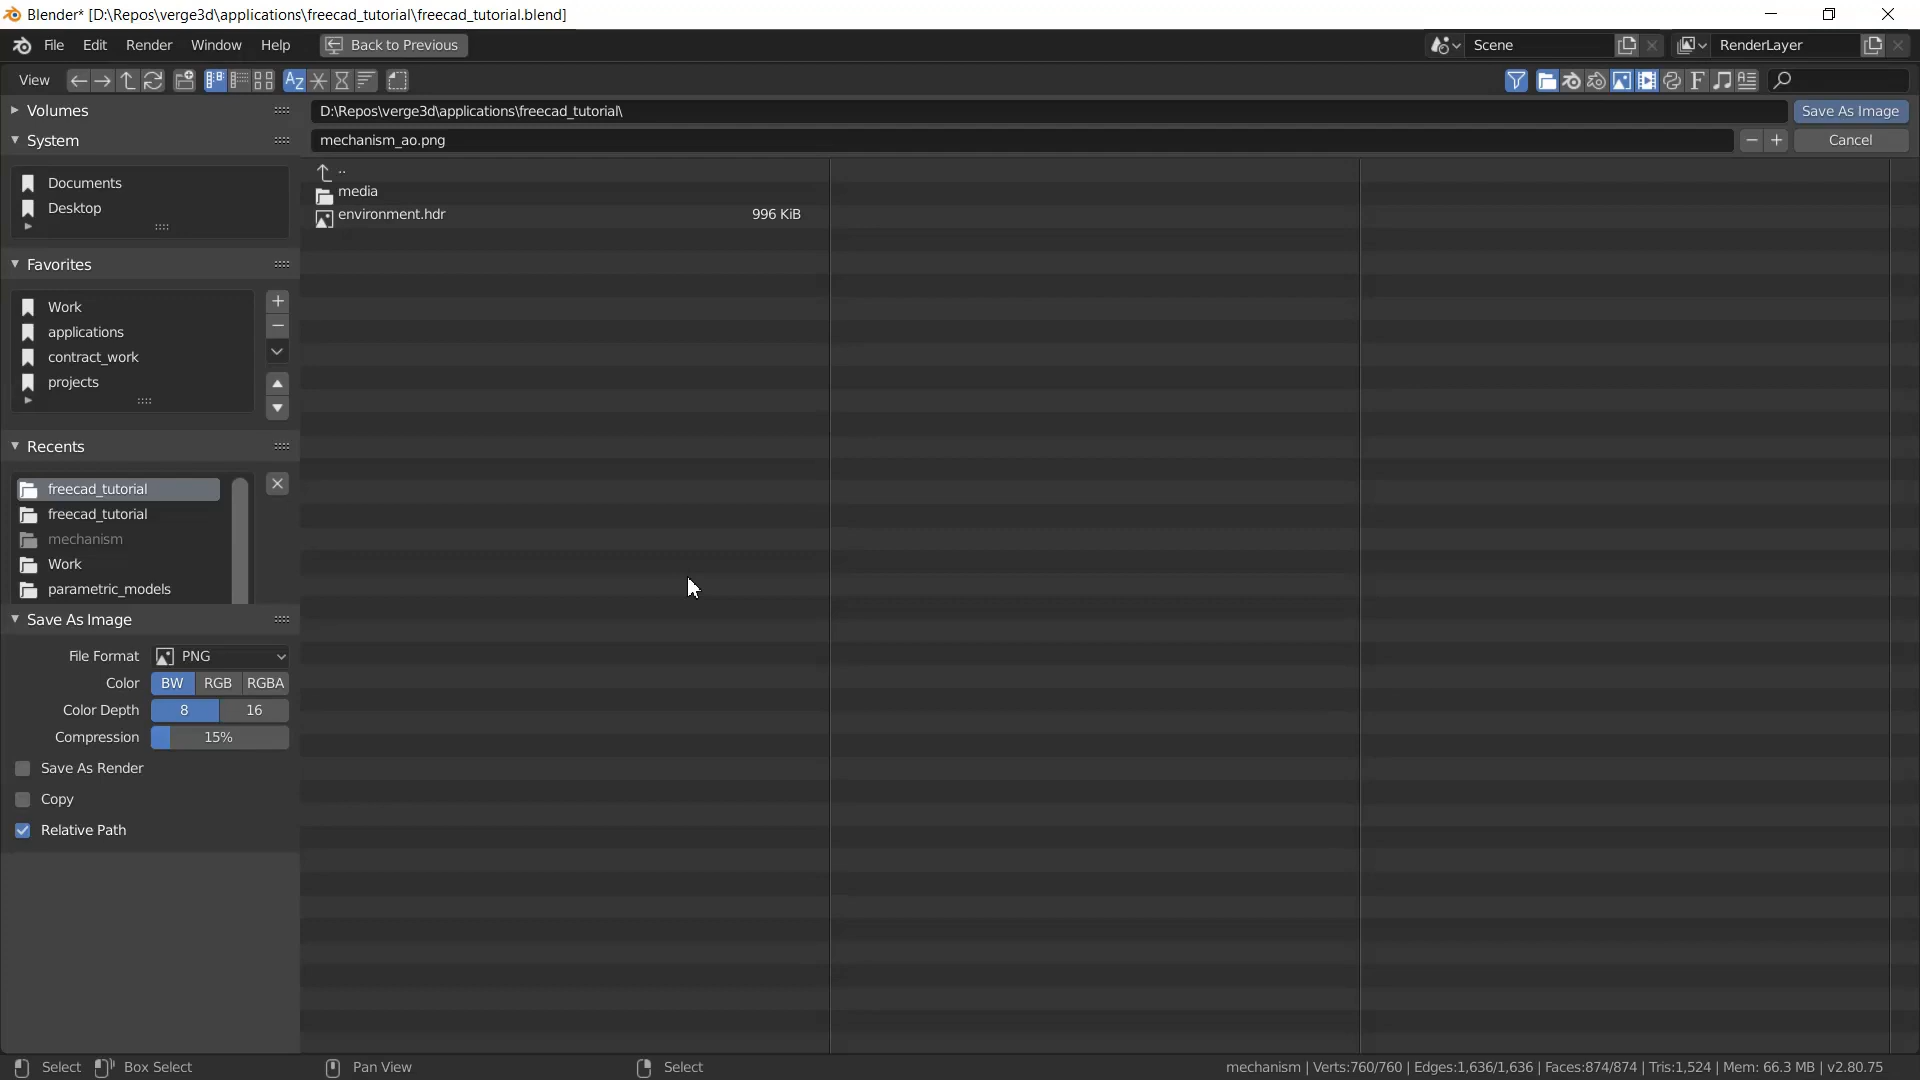 Blender* [D:\Repos\verge3d\applications\freecad_tutorial\freecad_tutorial.blend]
File Edit Render Window Help Back to Previous Scene RenderLayer
View
Volumes
D:\Repos\verge3d\applications\freecad_tutorial\ Save As Image
System
mechanism_ao.png Cancel
..
media
environment.hdr 996 KiB
Documents
Desktop
Favorites
Work
applications
contract_work
projects
Recents
freecad_tutorial
freecad_tutorial
mechanism
Work
parametric_models
Save As Image
File Format PNG
Color BW RGB RGBA
Color Depth 8 16
Compression 15%
Save As Render
Copy
Relative Path
Select Box Select Pan View Select mechanism | Verts:760/760 | Edges:1,636/1,636 | Faces:874/874 | Tris:1,524 | Mem: 66.3 MB | v2.80.75